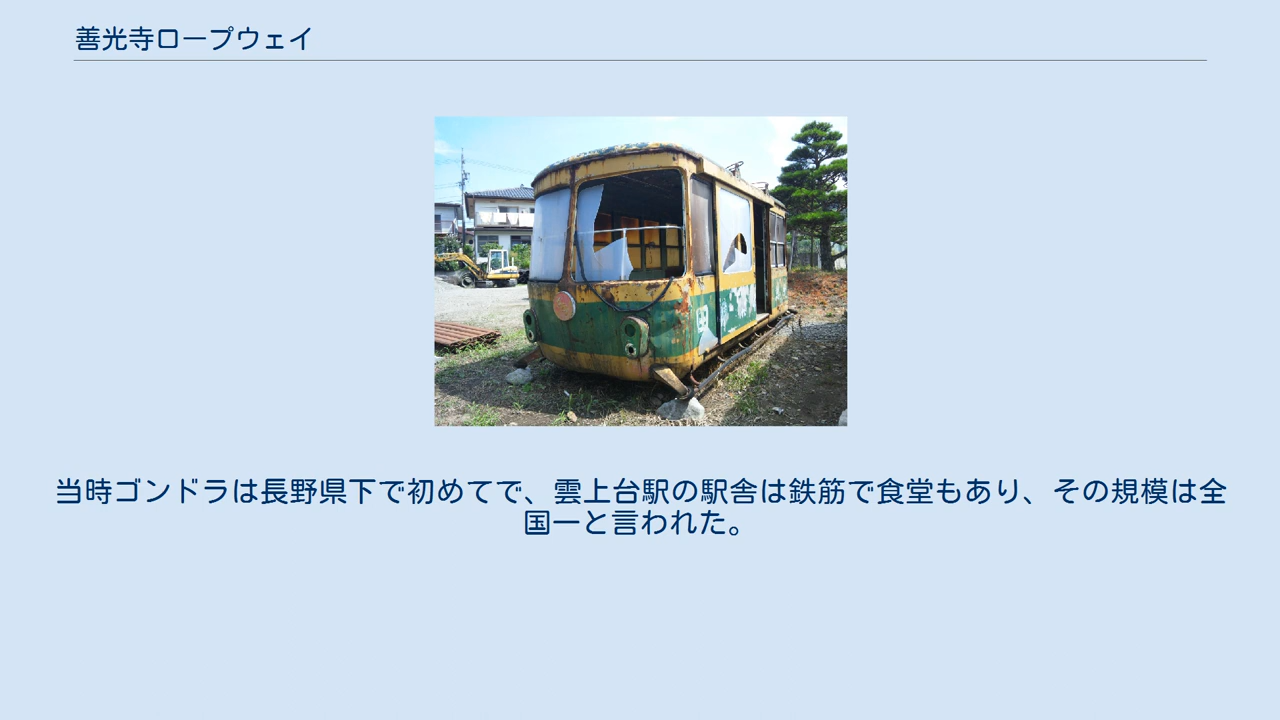 善光寺ロープウェイ
当時ゴンドラは長野県下で初めてで、雲上台駅の駅舎は鉄筋で食堂もあり、その規模は全
国一と言われた。